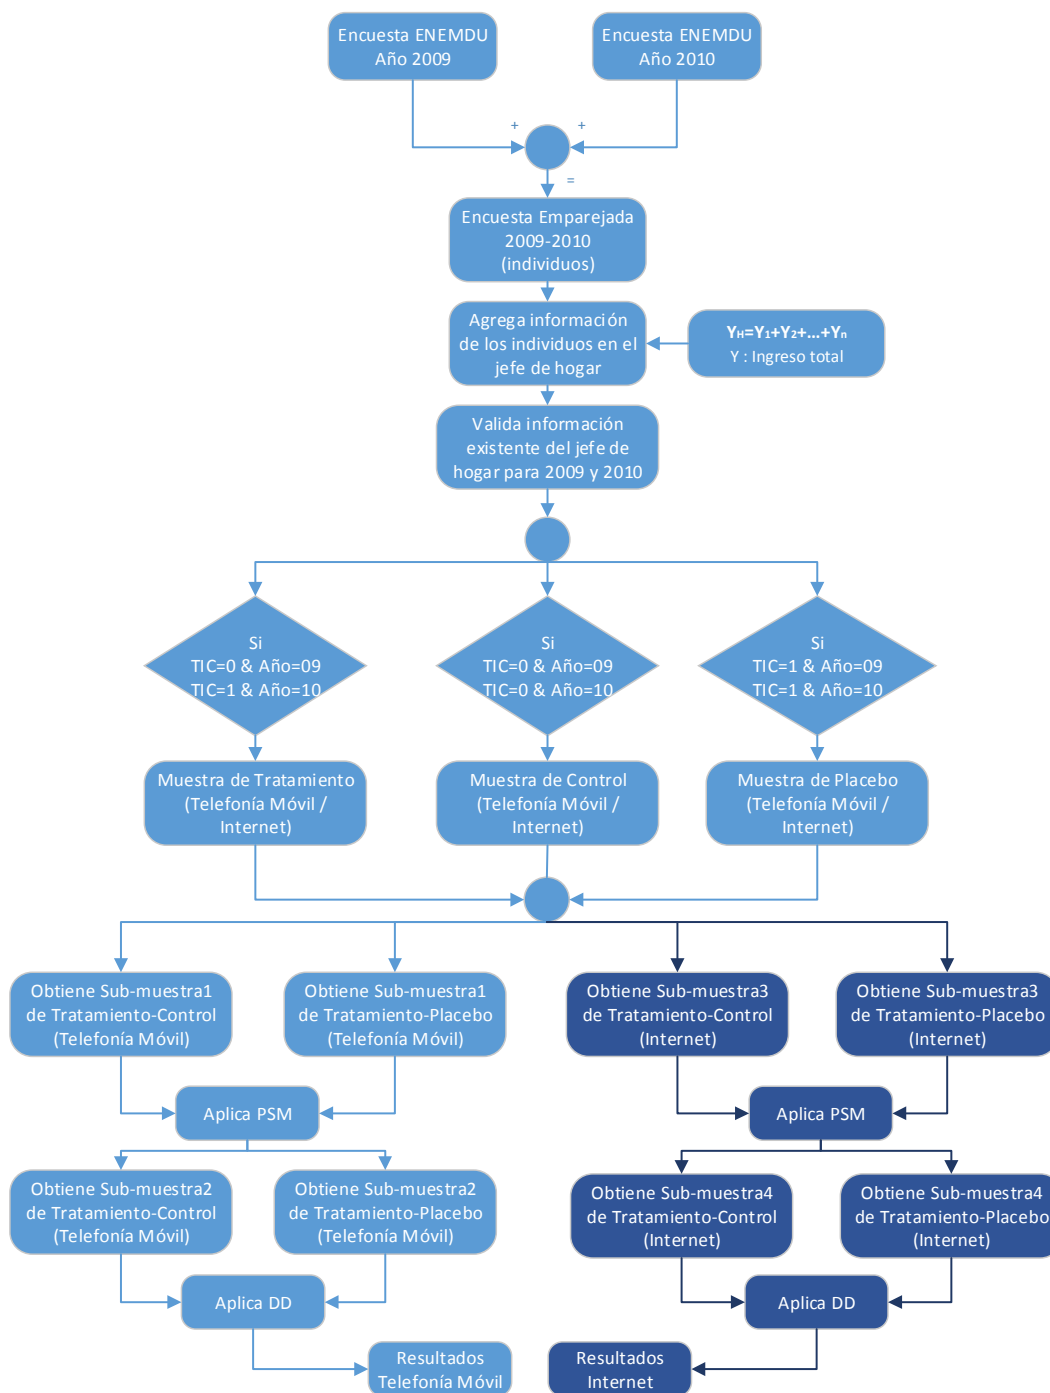 Encuesta ENEMDU
Año 2009
Encuesta ENEMDU
Año 2010
+
+
=
Encuesta Emparejada
2009-2010
(individuos)
Agrega información
de los individuos en el
jefe de hogar
Y_H=Y_1+Y_2+...+Y_n
Y : Ingreso total
Valida información
existente del jefe de
hogar para 2009 y 2010
Si
TIC=0 & Año=09
TIC=1 & Año=10
Si
TIC=0 & Año=09
TIC=0 & Año=10
Si
TIC=1 & Año=09
TIC=1 & Año=10
Muestra de Tratamiento
(Telefonía Móvil /
Internet)
Muestra de Control
(Telefonía Móvil /
Internet)
Muestra de Placebo
(Telefonía Móvil /
Internet)
Obtiene Sub-muestra1
de Tratamiento-Control
(Telefonía Móvil)
Obtiene Sub-muestra1
de Tratamiento-Placebo
(Telefonía Móvil)
Obtiene Sub-muestra3
de Tratamiento-Control
(Internet)
Obtiene Sub-muestra3
de Tratamiento-Placebo
(Internet)
Aplica PSM
Aplica PSM
Obtiene Sub-muestra2
de Tratamiento-Control
(Telefonía Móvil)
Obtiene Sub-muestra2
de Tratamiento-Placebo
(Telefonía Móvil)
Obtiene Sub-muestra4
de Tratamiento-Control
(Internet)
Obtiene Sub-muestra4
de Tratamiento-Placebo
(Internet)
Aplica DD
Aplica DD
Resultados
Telefonía Móvil
Resultados
Internet